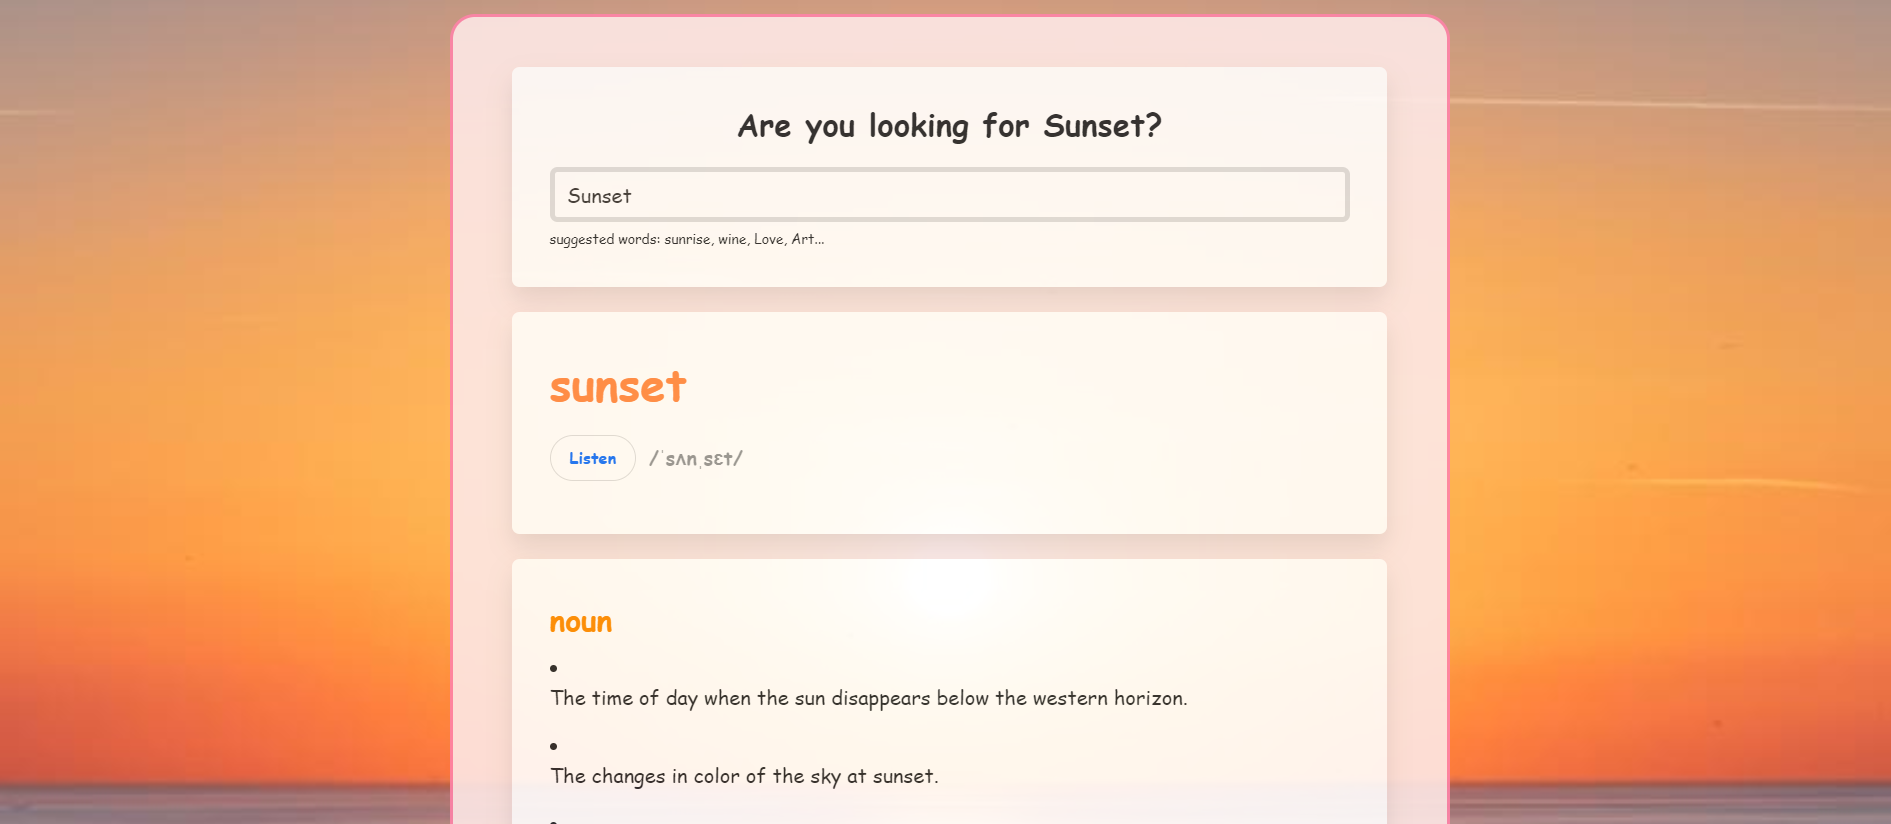 Are you looking for Sunset?
Sunset
suggested words: sunrise, wine, Love, Art...
sunset
Listen /ˈsʌnˌsɛt/
noun
• The time of day when the sun disappears below the western horizon.
• The changes in color of the sky at sunset.